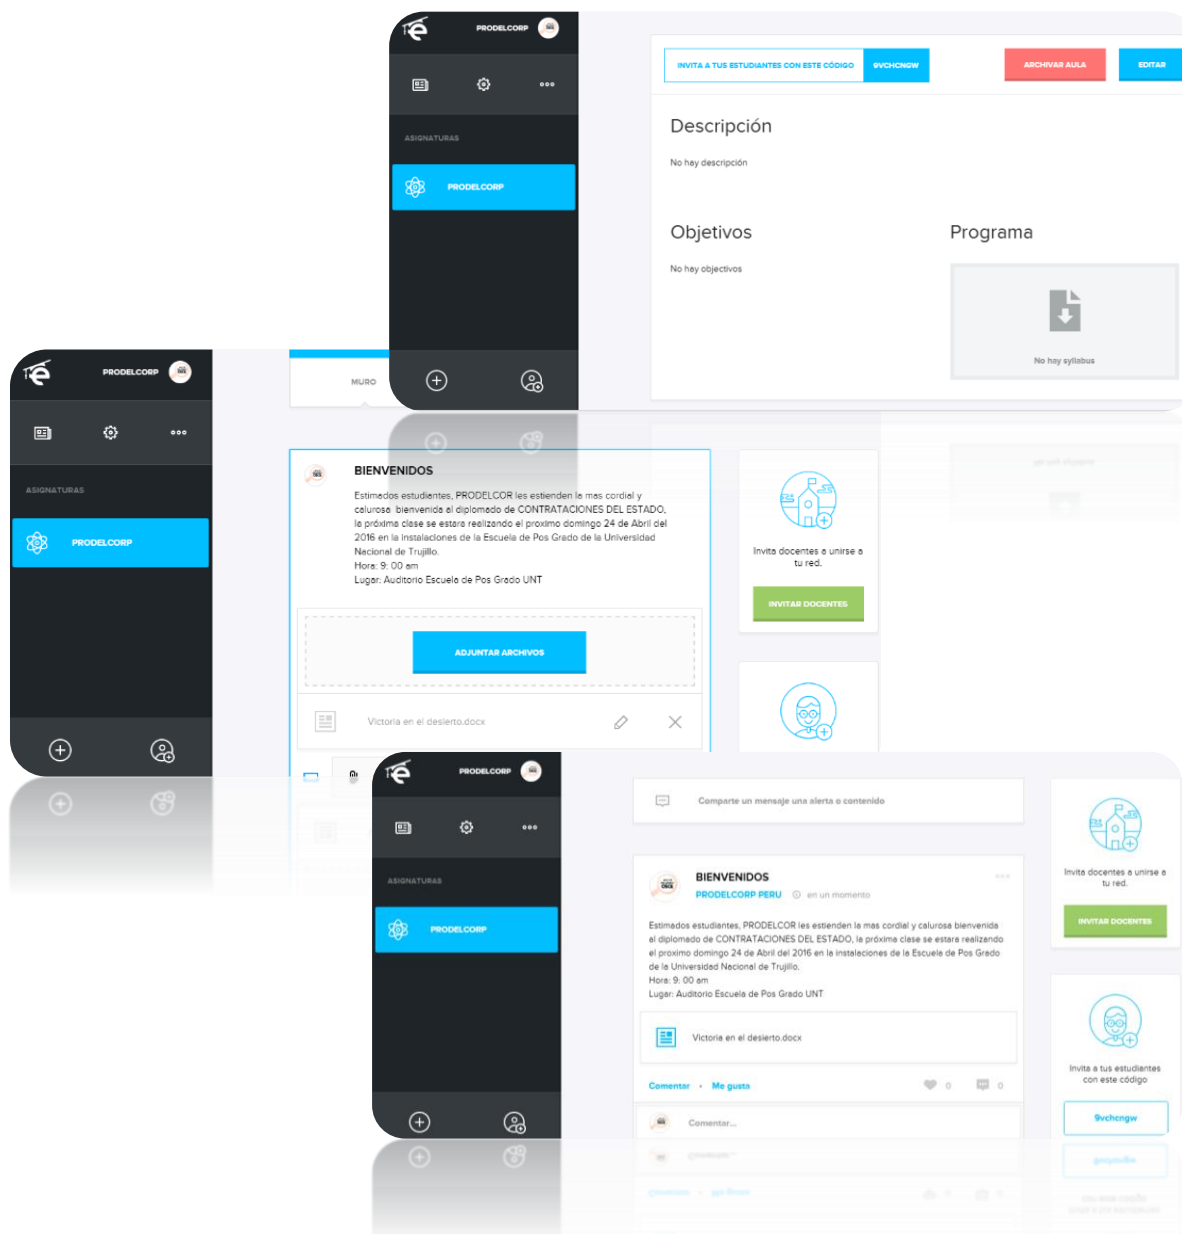 PRODELCORP
INVITA A TUS ESTUDIANTES CON ESTE CÓDIGO 9VCHCNGW
ARCHIVAR AULA
EDITAR
ASIGNATURAS
PRODELCORP
Descripción
No hay descripción
Objetivos
No hay objectivos
Programa
No hay syllabus
PRODELCORP
ASIGNATURAS
PRODELCORP
MURO
BIENVENIDOS
Estimados estudiantes, PRODELCOR les estienden la mas cordial y
calurosa bienvenida al diplomado de CONTRATACIONES DEL ESTADO,
la próxima clase se estara realizando el proximo domingo 24 de Abril del
2016 en la instalaciones de la Escuela de Pos Grado de la Universidad
Nacional de Trujillo.
Hora: 9: 00 am
Lugar: Auditorio Escuela de Pos Grado UNT
ADJUNTAR ARCHIVOS
Victoria en el desierto.docx
Invita docentes a unirse a
tu red.
INVITAR DOCENTES
PRODELCORP
ASIGNATURAS
PRODELCORP
Comparte un mensaje una alerta o contenido
BIENVENIDOS
PRODELCORP PERU en un momento
Estimados estudiantes, PRODELCOR les estienden la mas cordial y calurosa bienvenida
al diplomado de CONTRATACIONES DEL ESTADO, la próxima clase se estara realizando
el proximo domingo 24 de Abril del 2016 en la instalaciones de la Escuela de Pos Grado
de la Universidad Nacional de Trujillo.
Hora: 9: 00 am
Lugar: Auditorio Escuela de Pos Grado UNT
Victoria en el desierto.docx
Comentar • Me gusta 0 0
Comentar...
Invita docentes a unirse a
tu red.
INVITAR DOCENTES
Invita a tus estudiantes
con este código
9vchcngw